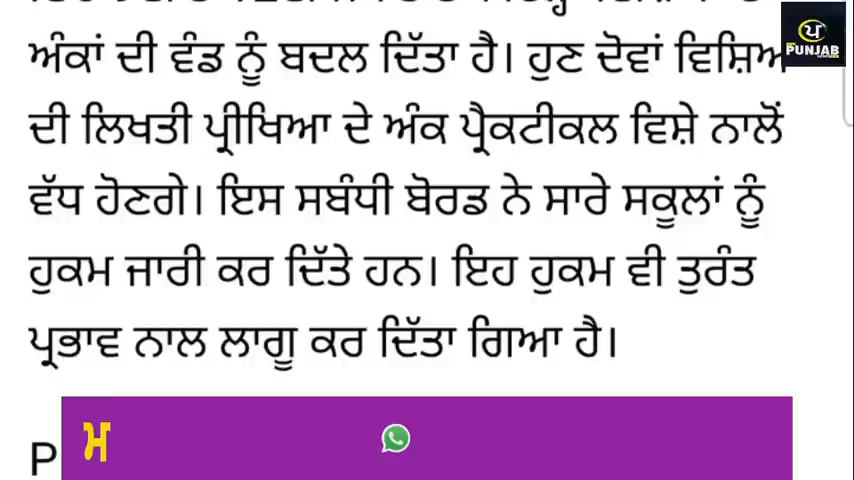 ਅੰਕਾਂ ਦੀ ਵੰਡ ਨੂੰ ਬਦਲ ਦਿੱਤਾ ਹੈ। ਹੁਣ ਦੋਵਾਂ
ਦੀ ਲਿਖਤੀ ਪ੍ਰੀਖਿਆ ਦੇ ਅੰਕ ਪ੍ਰੈਕਟੀਕਲ ਵਿਸ਼ੇ ਨਾਲੋਂ
ਵੱਧ ਹੋਣਗੇ। ਇਸ ਸਬੰਧੀ ਬੋਰਡ ਨੇ ਸਾਰੇ ਸਕੂਲਾਂ ਨੂੰ
ਹੁਕਮ ਜਾਰੀ ਕਰ ਦਿੱਤੇ ਹਨ। ਇਹ ਹੁਕਮ ਵੀ ਤੁਰੰਤ
ਪ੍ਰਭਾਵ ਨਾਲ ਲਾਗੂ ਕਰ ਦਿੱਤਾ ਗਿਆ ਹੈ।
P
ਮ
ਪ
PUNJAB